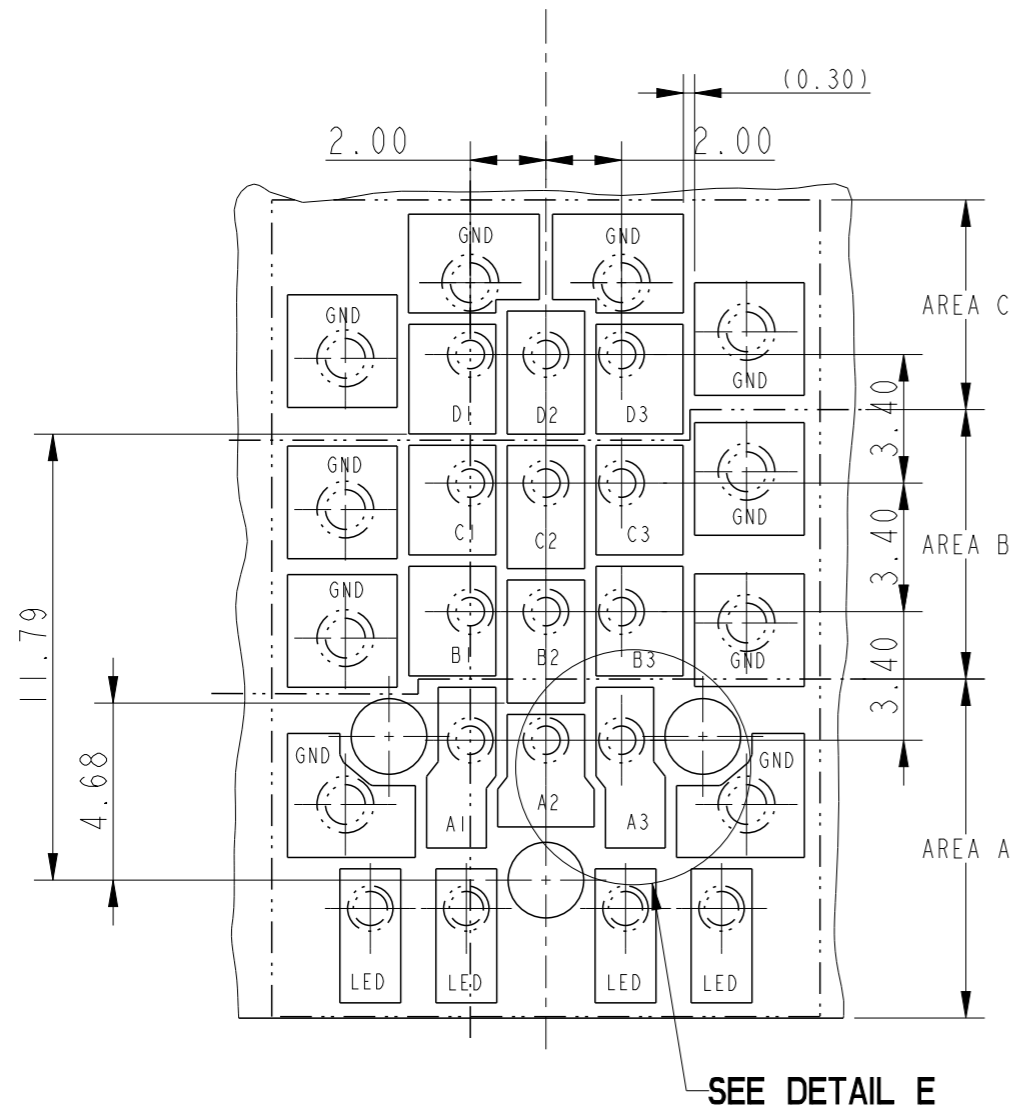 (0.30)
2.00 2.00
GND GND
AREA C
GND
GND
D1 D2 D3
3.40
GND
GND
C1 C2 C3
3.40
AREA B
GND
11.79
B1 B2 B3
GND
3.40
GND
GND
4.68
A1 A2 A3
AREA A
LED LED LED LED
SEE DETAIL E